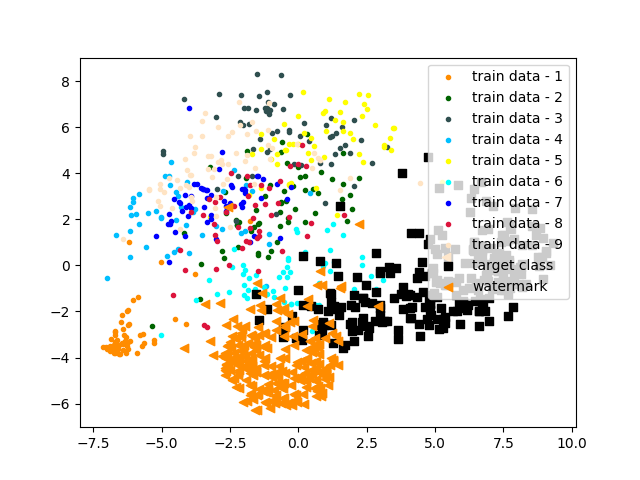 8
6
4
2
0
−2
−4
−6
−7.5 −5.0 −2.5 0.0 2.5 5.0 7.5 10.0
train data - 1
train data - 2
train data - 3
train data - 4
train data - 5
train data - 6
train data - 7
train data - 8
train data - 9
target class
watermark